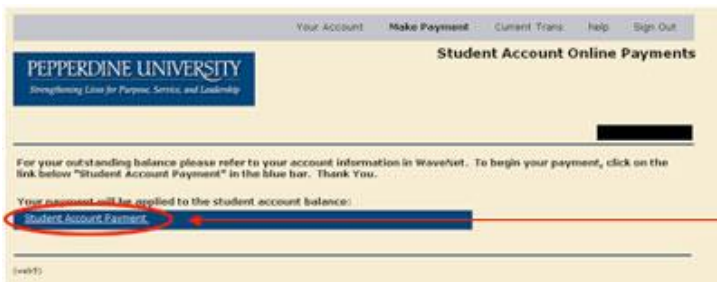 Your Account Make Payment Current Trans. Help Sign Out
Student Account Online Payments
PEPPERDINE UNIVERSITY
Strengthening Lives for Purpose, Service, and Leadership
For your outstanding balance please refer to your account information in WaveNet. To begin your payment, click on the
link below "Student Account Payment" in the blue bar. Thank You.
Your payment will be applied to the student account balance:
Student Account Payment
(web5)